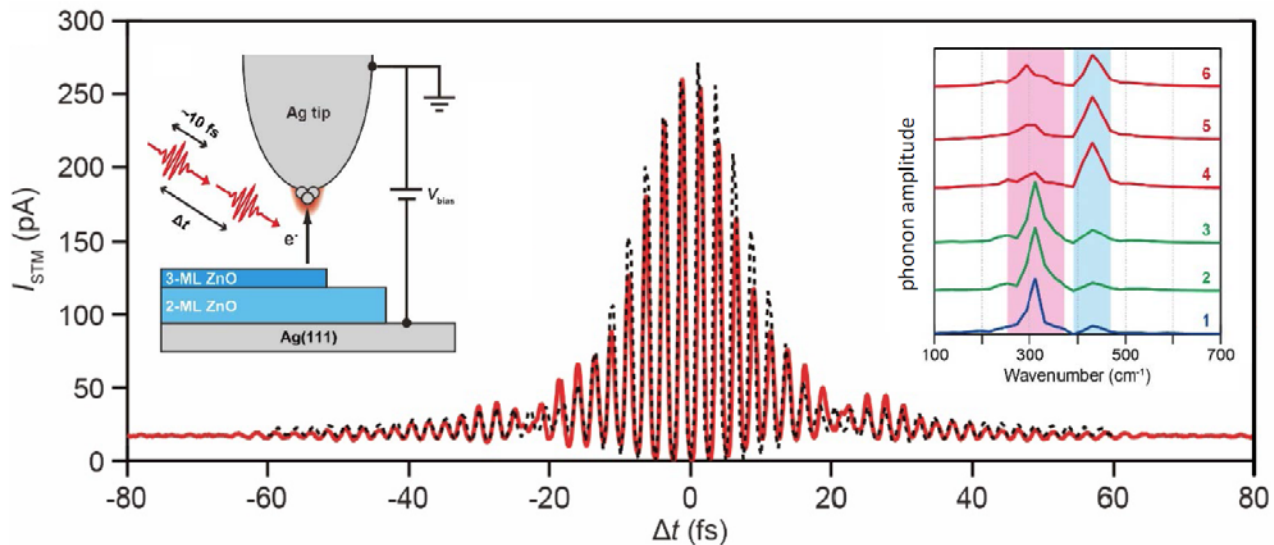 300
250
200
150
100
50
0
I_STM (pA)
-80 -60 -40 -20 0 20 40 60 80
Δt (fs)
~10 fs
Δt
Ag tip
e-
V_bias
3-ML ZnO
2-ML ZnO
Ag(111)
phonon amplitude
6
5
4
3
2
1
100 300 500 700
Wavenumber (cm⁻¹)